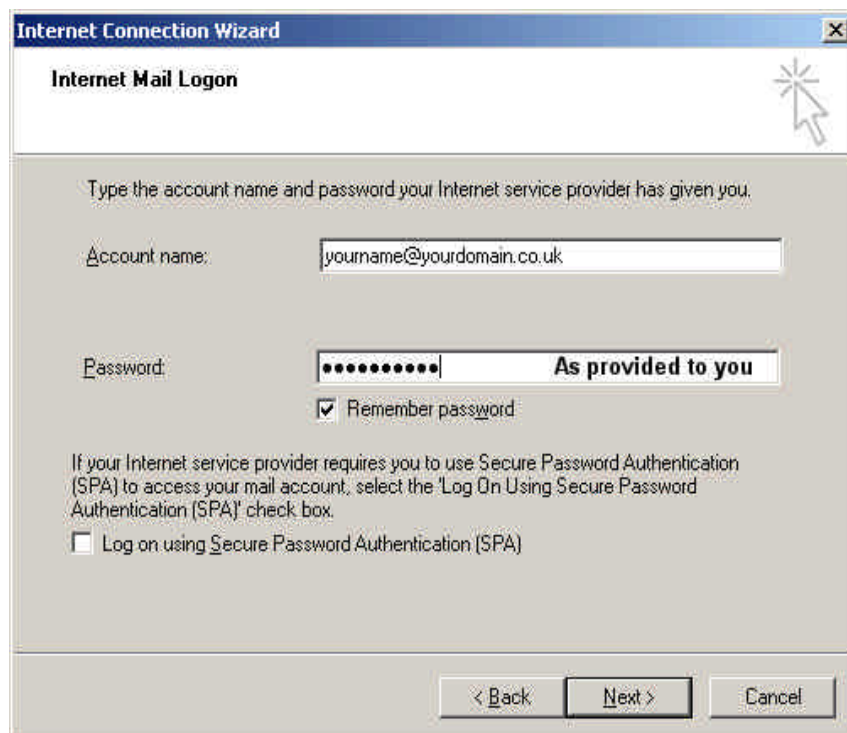 Internet Connection Wizard
Internet Mail Logon
Type the account name and password your Internet service provider has given you.
Account name: yourname@yourdomain.co.uk
Password: •••••••••• As provided to you
Remember password
If your Internet service provider requires you to use Secure Password Authentication
(SPA) to access your mail account, select the 'Log On Using Secure Password
Authentication (SPA)' check box.
Log on using Secure Password Authentication (SPA)
< Back Next > Cancel